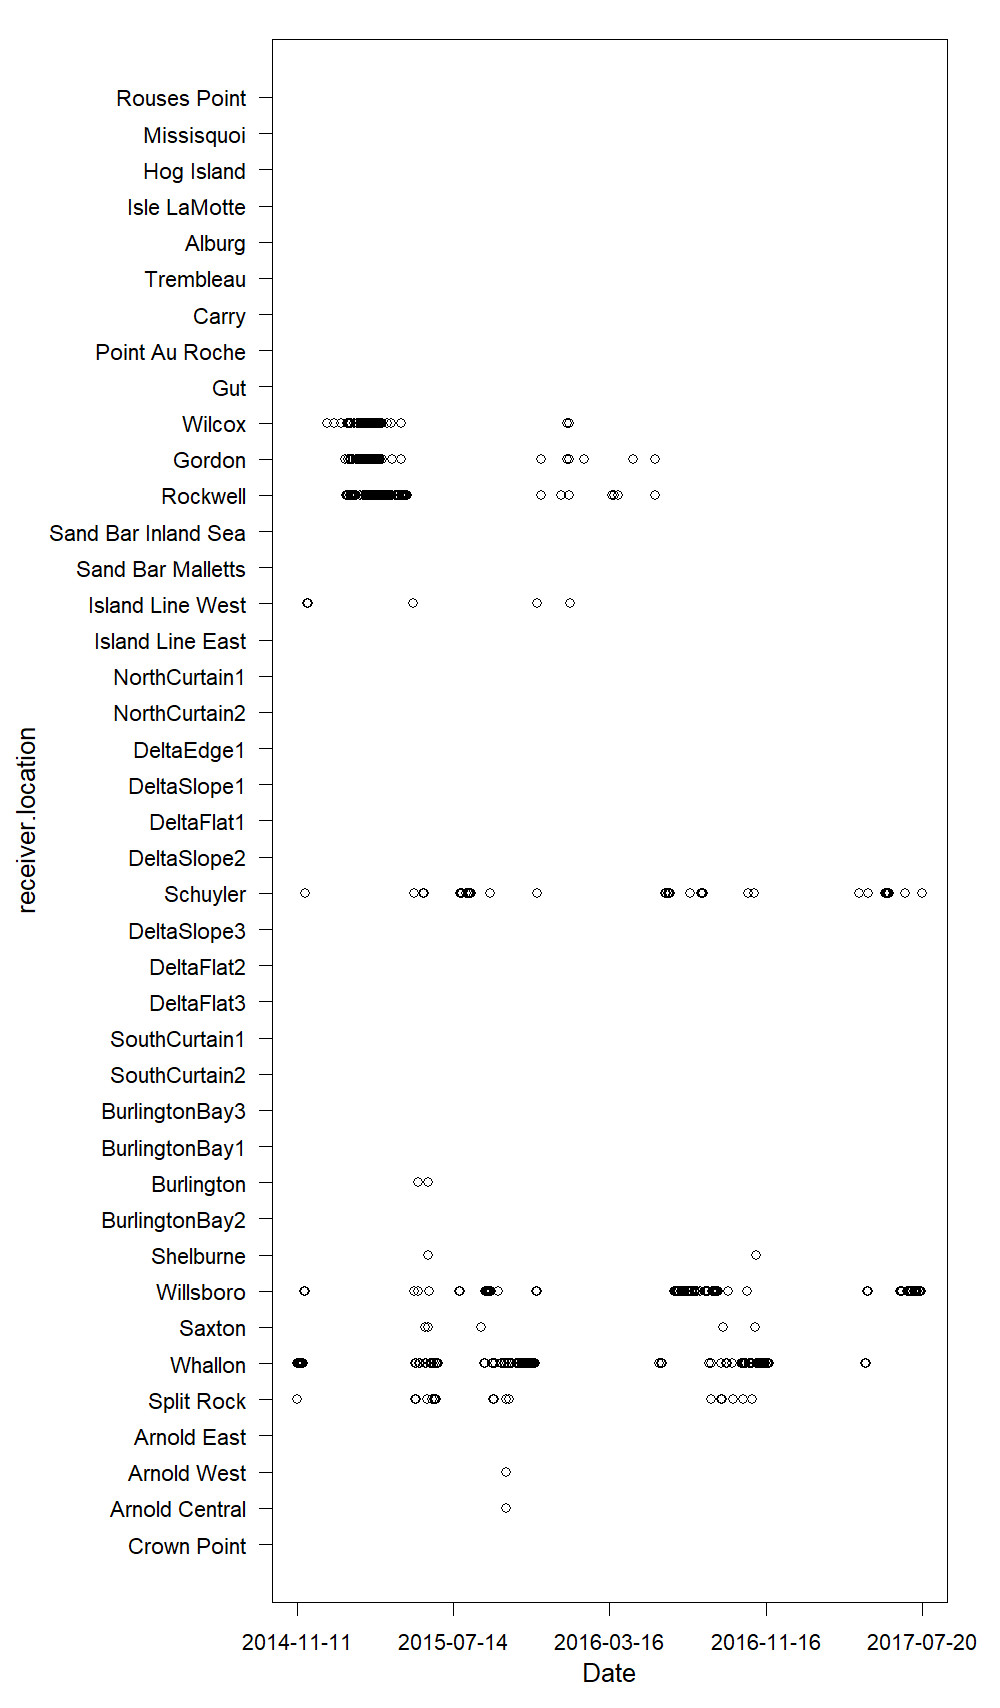 Rouses Point
Missisquoi
Hog Island
Isle LaMotte
Alburg
Trembleau
Carry
Point Au Roche
Gut
Wilcox
Gordon
Rockwell
Sand Bar Inland Sea
Sand Bar Malletts
Island Line West
Island Line East
NorthCurtain1
NorthCurtain2
DeltaEdge1
DeltaSlope1
DeltaFlat1
DeltaSlope2
Schuyler
DeltaSlope3
DeltaFlat2
DeltaFlat3
SouthCurtain1
SouthCurtain2
BurlingtonBay3
BurlingtonBay1
Burlington
BurlingtonBay2
Shelburne
Willsboro
Saxton
Whallon
Split Rock
Arnold East
Arnold West
Arnold Central
Crown Point
receiver.location
2014-11-11 2015-07-14 2016-03-16 2016-11-16 2017-07-20
Date